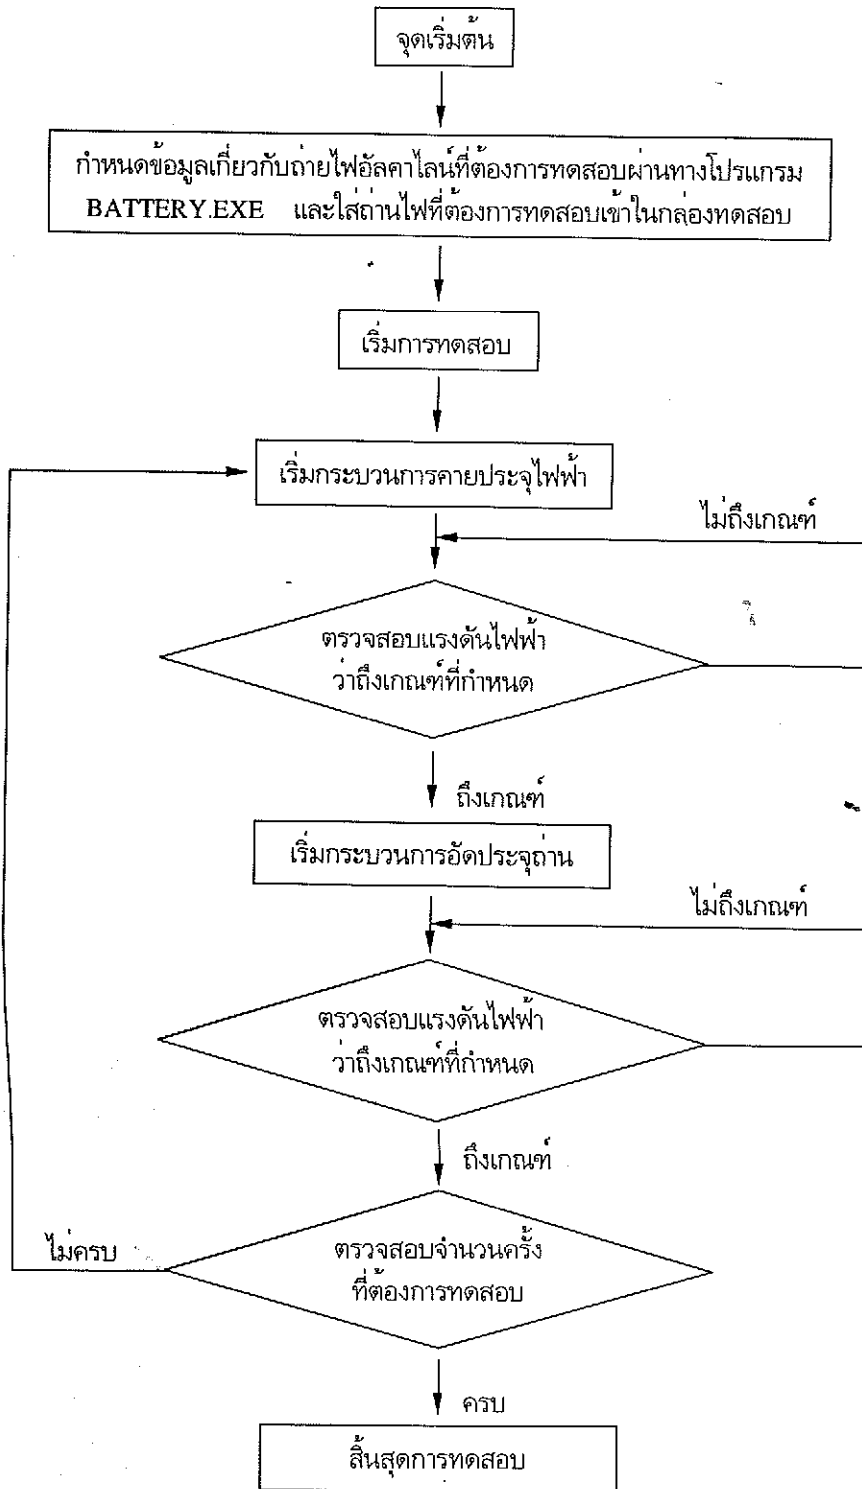 จุดเริ่มต้น
กำหนดข้อมูลเกี่ยวกับถ่ายไฟอัลคาไลน์ที่ต้องการทดสอบผ่านทางโปรแกรม
BATTERY.EXE และใส่ถ่านไฟที่ต้องการทดสอบเข้าในกล่องทดสอบ
เริ่มการทดสอบ
เริ่มกระบวนการคายประจุไฟฟ้า
ไม่ถึงเกณฑ์
ตรวจสอบแรงดันไฟฟ้า
ว่าถึงเกณฑ์ที่กำหนด
ถึงเกณฑ์
เริ่มกระบวนการอัดประจุถ่าน
ไม่ถึงเกณฑ์
ตรวจสอบแรงดันไฟฟ้า
ว่าถึงเกณฑ์ที่กำหนด
ถึงเกณฑ์
ไม่ครบ
ตรวจสอบจำนวนครั้ง
ที่ต้องการทดสอบ
ครบ
สิ้นสุดการทดสอบ